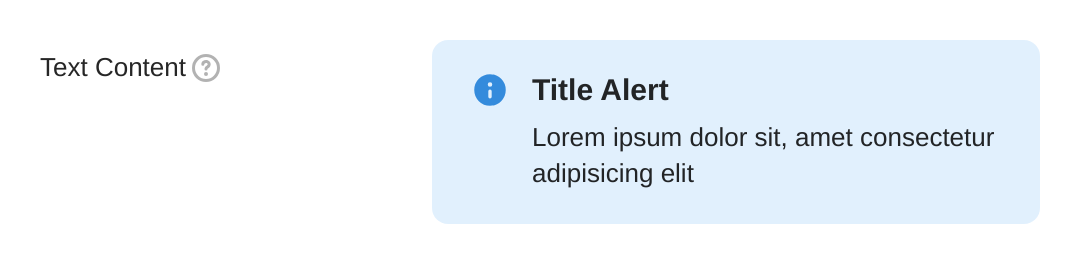 Text Content
Title Alert
Lorem ipsum dolor sit, amet consectetur
adipisicing elit